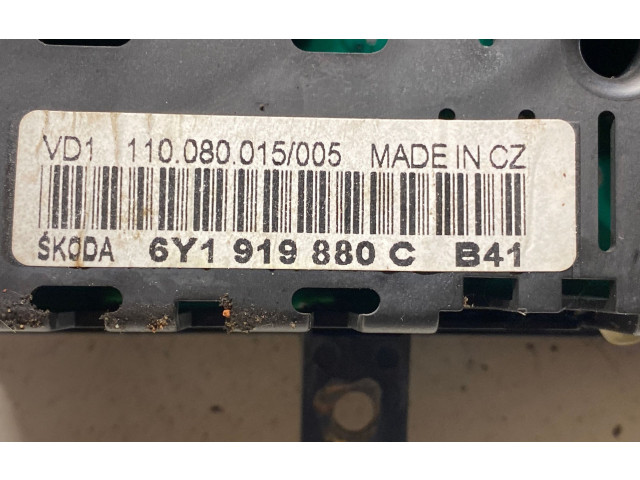 VD1 110.080.015/005 MADE IN CZ
ŠKODA 6Y1 919 880 C B41